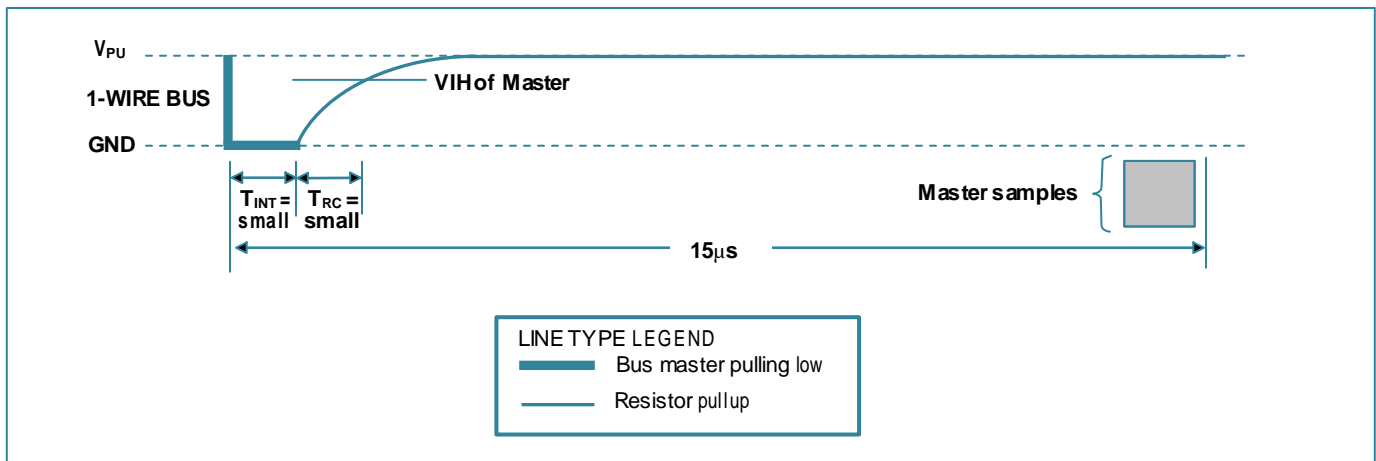 VPU
VIH of Master
1-WIRE BUS
GND
Master samples
TINT =
small
TRC =
small
15μs
LINE TYPE LEGEND
Bus master pulling low
Resistor pullup